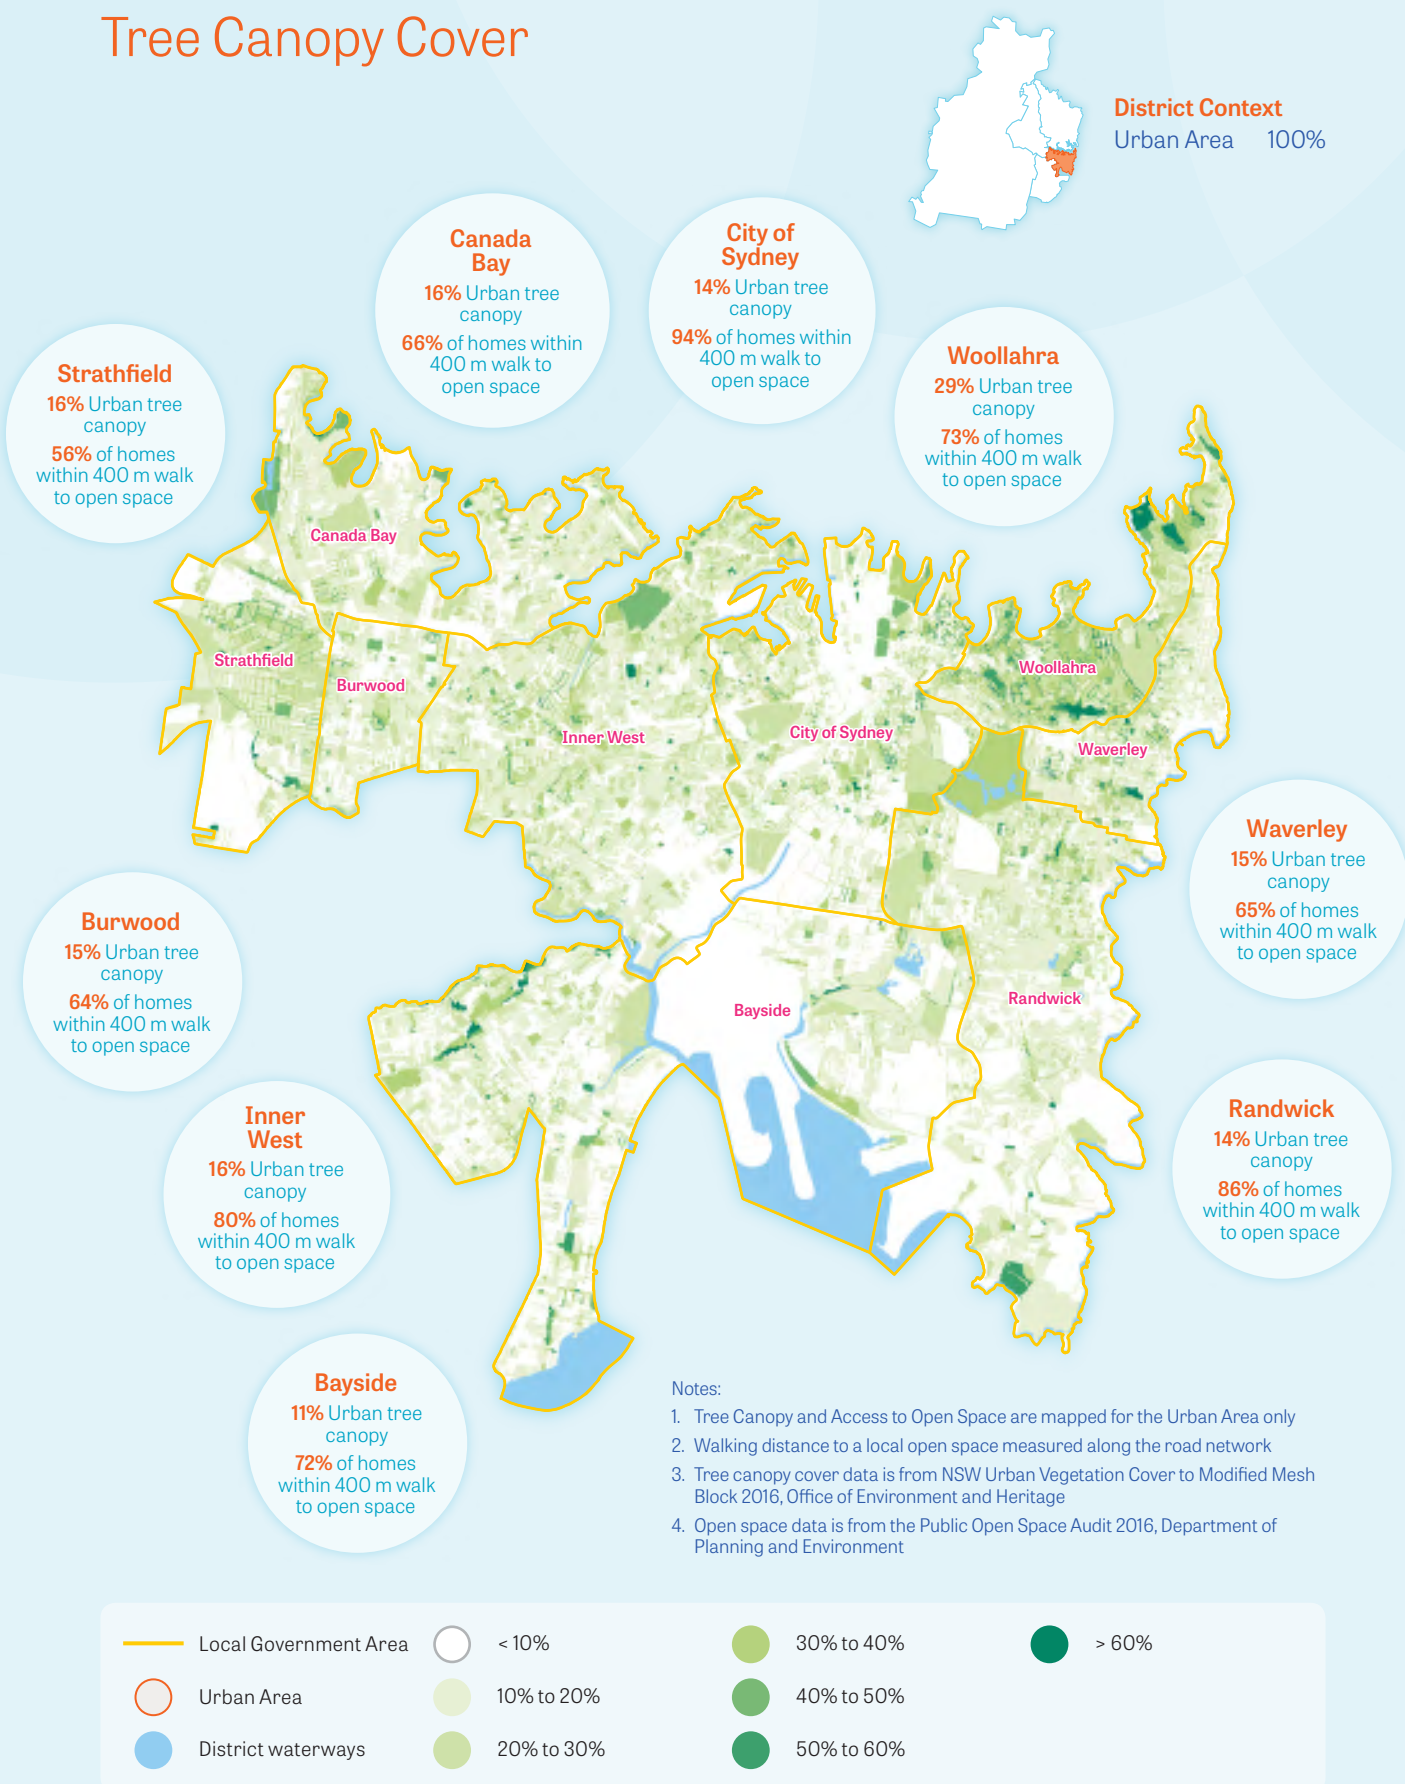 Tree Canopy Cover
District Context
Urban Area 100%
Canada
Bay
16% Urban tree
canopy
66% of homes within
400 m walk to
open space
City of
Sydney
14% Urban tree
canopy
94% of homes within
400 m walk to
open space
Woollahra
29% Urban tree
canopy
73% of homes
within 400 m walk
to open space
Strathfield
16% Urban tree
canopy
56% of homes
within 400 m walk
to open space
Canada Bay
Strathfield
Burwood
Inner West
City of Sydney
Woollahra
Waverley
Bayside
Randwick
Waverley
15% Urban tree
canopy
65% of homes
within 400 m walk
to open space
Burwood
15% Urban tree
canopy
64% of homes
within 400 m walk
to open space
Randwick
14% Urban tree
canopy
86% of homes
within 400 m walk
to open space
Inner
West
16% Urban tree
canopy
80% of homes
within 400 m walk
to open space
Bayside
11% Urban tree
canopy
72% of homes
within 400 m walk
to open space
Notes:
1. Tree Canopy and Access to Open Space are mapped for the Urban Area only
2. Walking distance to a local open space measured along the road network
3. Tree canopy cover data is from NSW Urban Vegetation Cover to Modified Mesh
Block 2016, Office of Environment and Heritage
4. Open space data is from the Public Open Space Audit 2016, Department of
Planning and Environment
Local Government Area
Urban Area
District waterways
< 10%
10% to 20%
20% to 30%
30% to 40%
40% to 50%
50% to 60%
> 60%